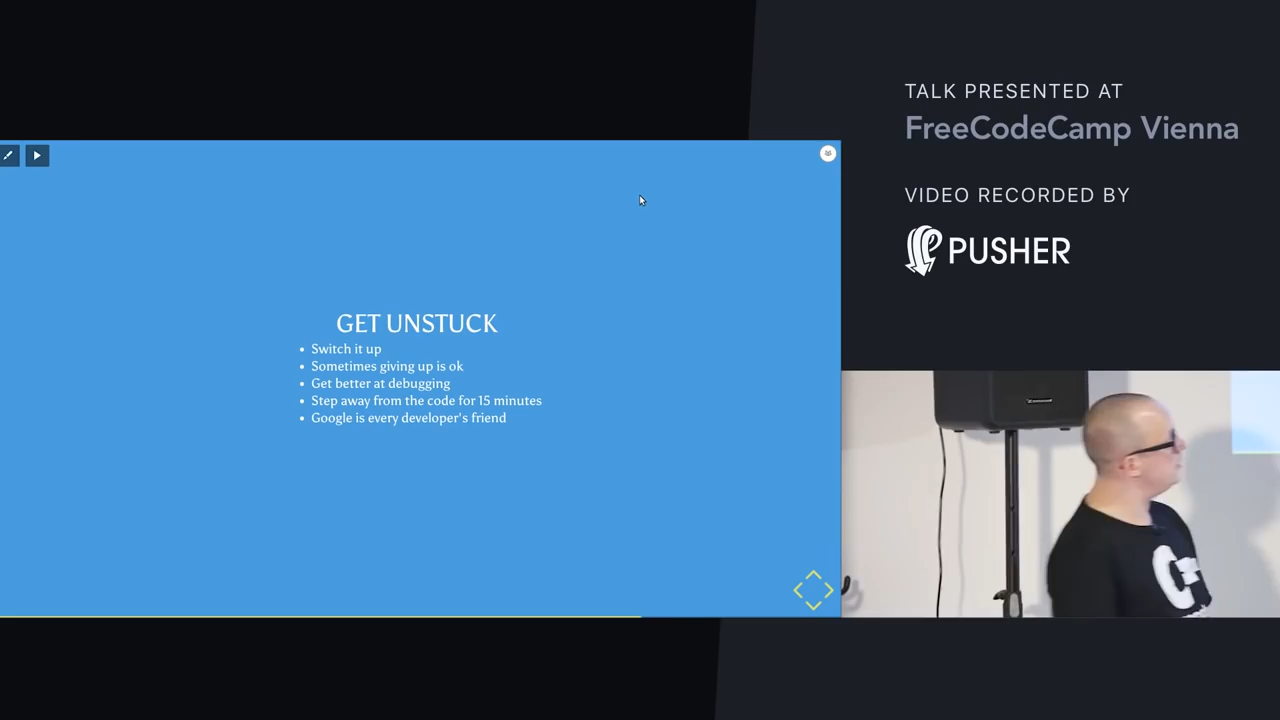 GET UNSTUCK
• Switch it up
• Sometimes giving up is ok
• Get better at debugging
• Step away from the code for 15 minutes
• Google is every developer's friend
TALK PRESENTED AT
FreeCodeCamp Vienna
VIDEO RECORDED BY
PUSHER